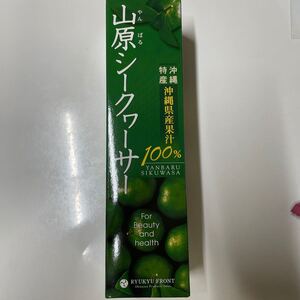 やん ばる
山原シークヮーサー
沖縄特産
沖縄県産果汁
100%
YANBARU
SIKUWASA
For
Beauty
and
health
RYUKYU FRONT